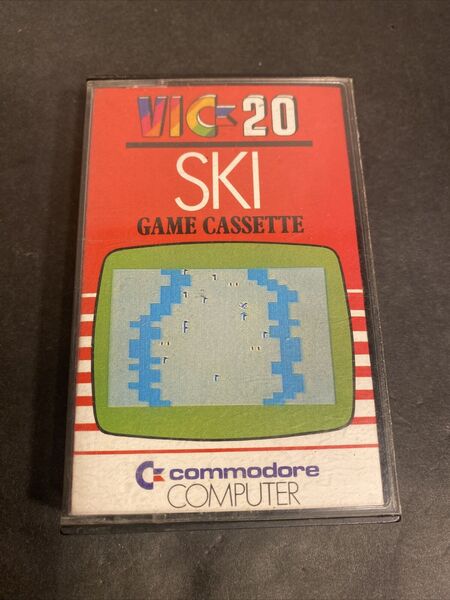 VIC 20
SKI
GAME CASSETTE
commodore
COMPUTER